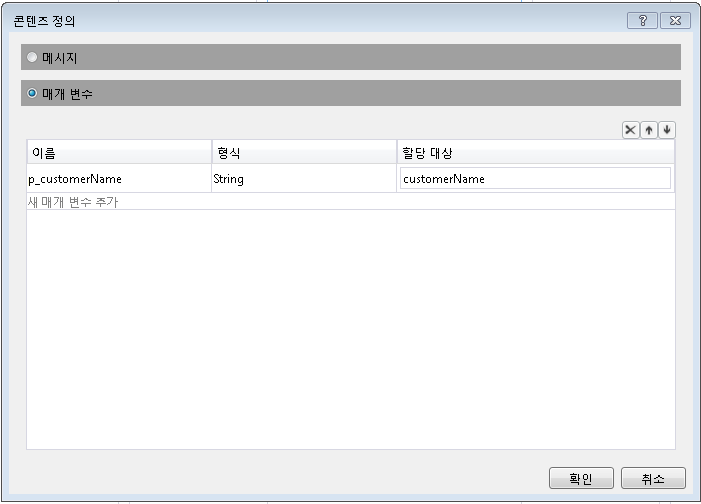 콘텐츠 정의
?
메시지
매개 변수
이름 형식 할당 대상
p_customerName String customerName
새 매개 변수 추가
확인 취소